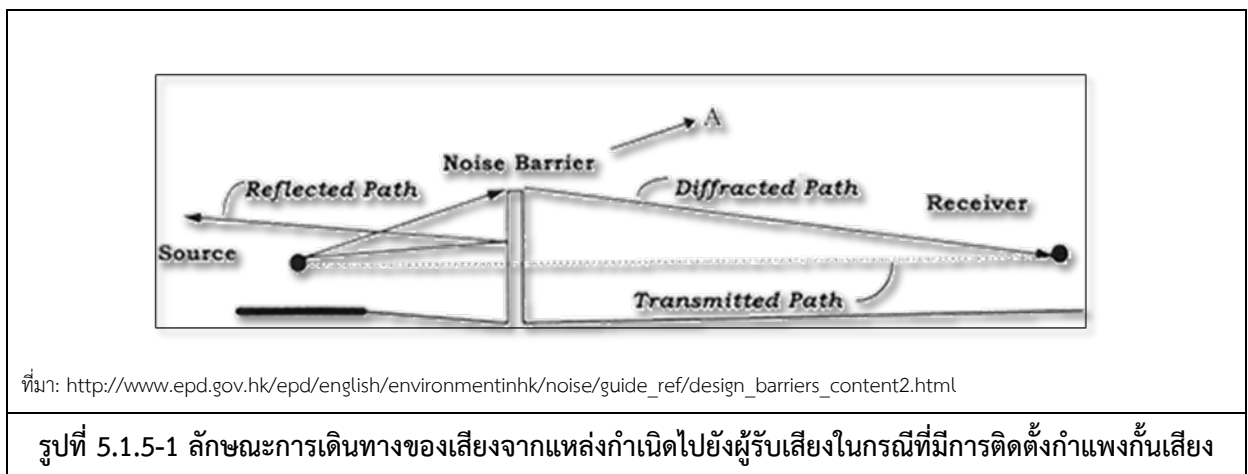 A
Noise Barrier
Reflected Path
Diffracted Path
Receiver
Source
Transmitted Path
ที่มา: http://www.epd.gov.hk/epd/english/environmentinhk/noise/guide_ref/design_barriers_content2.html
รูปที่ 5.1.5-1 ลักษณะการเดินทางของเสียงจากแหล่งกำเนิดไปยังผู้รับเสียงในกรณีที่มีการติดตั้งกำแพงกั้นเสียง